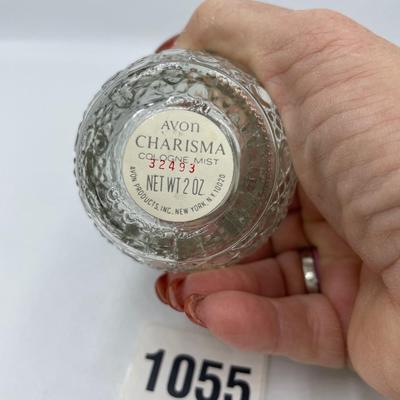 AVON
CHARISMA
COLOGNE MIST
32493
NET WT 2 OZ.
AVON PRODUCTS, INC. NEW YORK, N.Y. 10020
1055